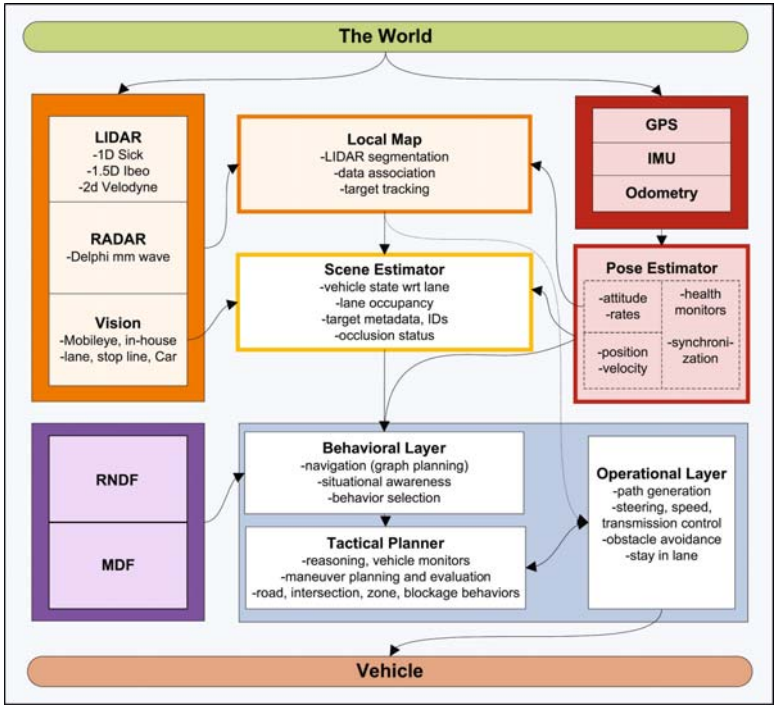 The World
LIDAR
-1D Sick
-1.5D Ibeo
-2d Velodyne
RADAR
-Delphi mm wave
Vision
-Mobileye, in-house
-lane, stop line, Car
Local Map
-LIDAR segmentation
-data association
-target tracking
GPS
IMU
Odometry
Scene Estimator
-vehicle state wrt lane
-lane occupancy
-target metadata, IDs
-occlusion status
Pose Estimator
-attitude
-rates
-health
monitors
-position
-velocity
-synchroni-
zation
RNDF
MDF
Behavioral Layer
-navigation (graph planning)
-situational awareness
-behavior selection
Tactical Planner
-reasoning, vehicle monitors
-maneuver planning and evaluation
-road, intersection, zone, blockage behaviors
Operational Layer
-path generation
-steering, speed,
transmission control
-obstacle avoidance
-stay in lane
Vehicle